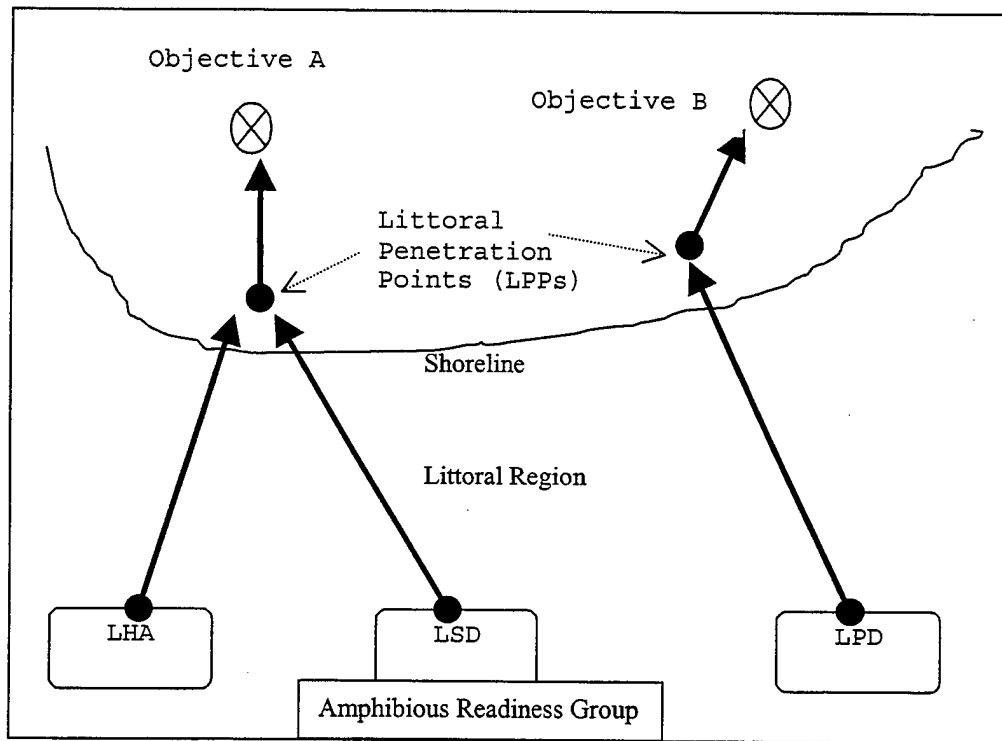 Objective A
Objective B
Littoral
Penetration
Points (LPPs)
Shoreline
Littoral Region
LHA
LSD
LPD
Amphibious Readiness Group